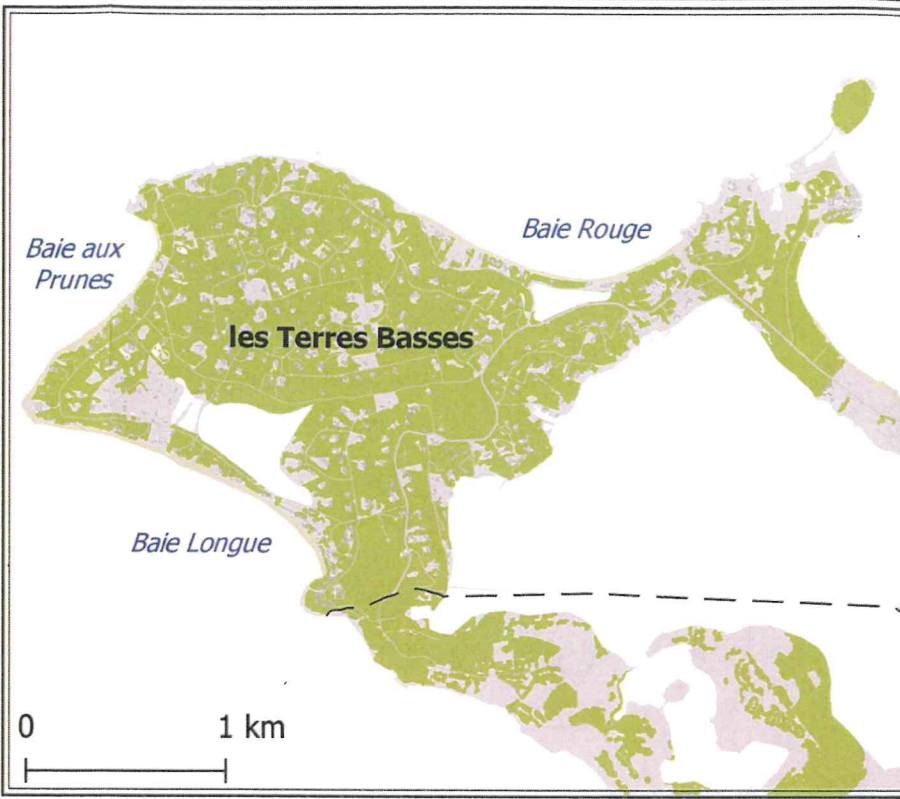 Baie Rouge
Baie aux
Prunes
les Terres Basses
Baie Longue
0 1 km